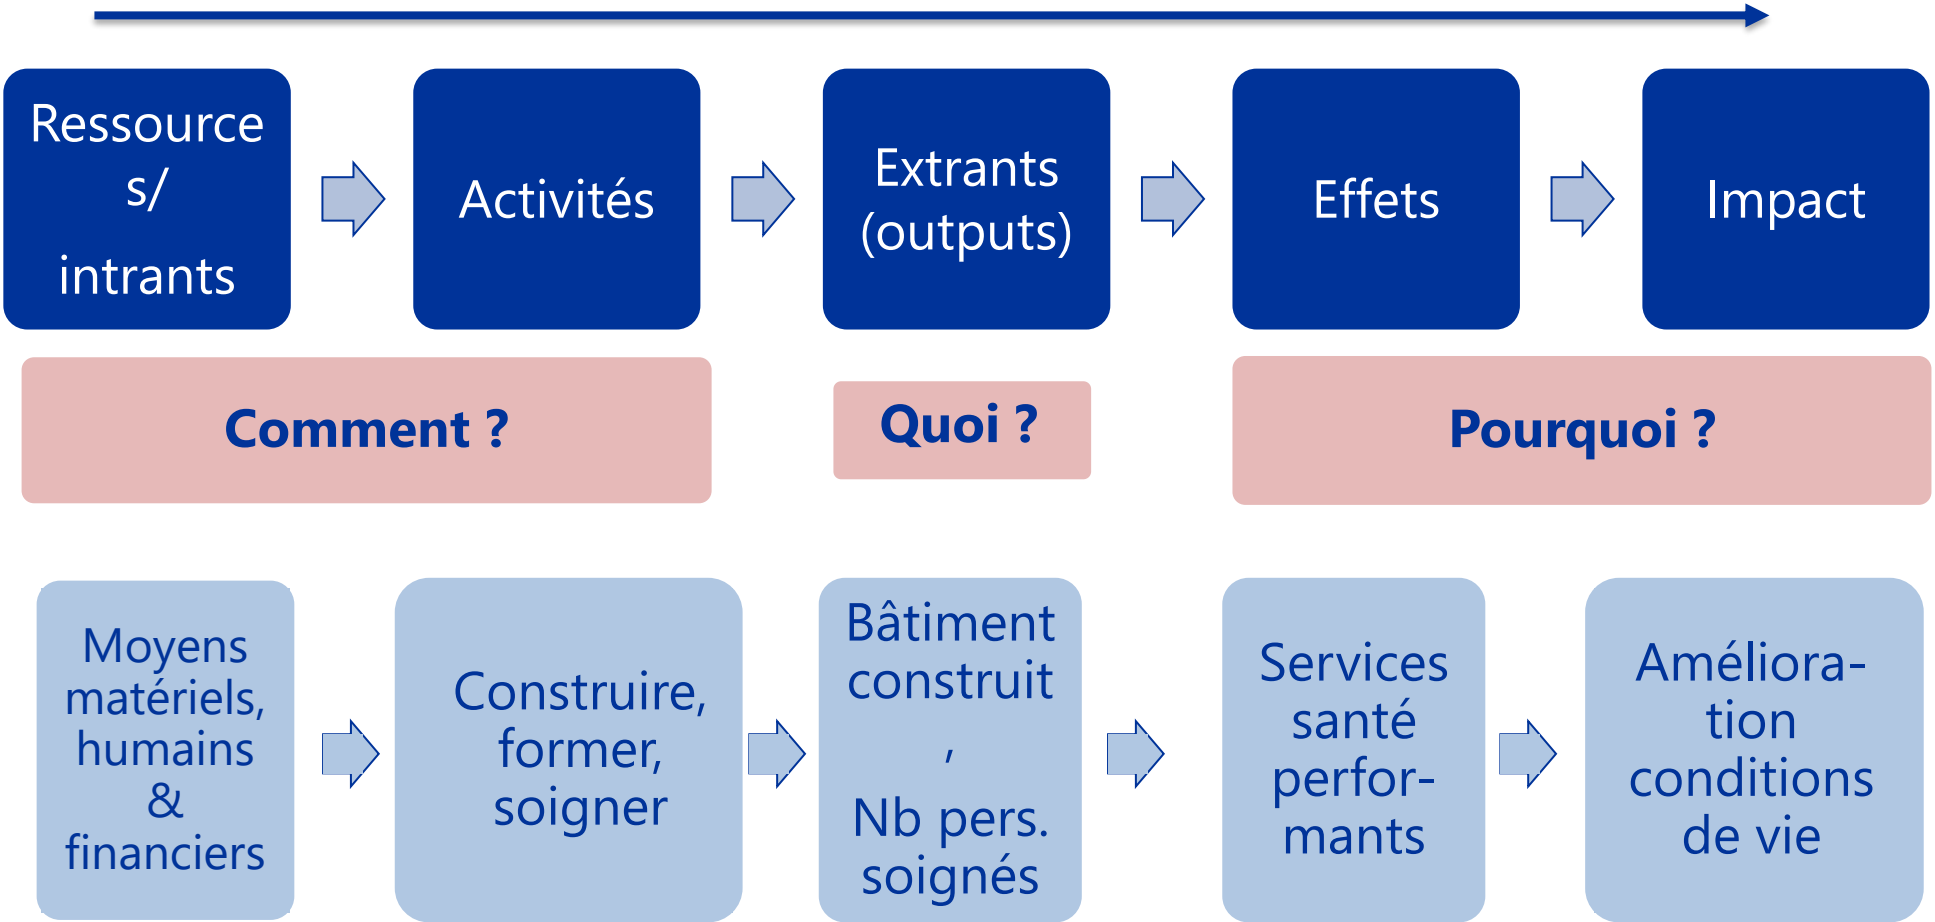 Ressource
s/
intrants
Activités
Extrants
(outputs)
Effets
Impact
Comment ?
Quoi ?
Pourquoi ?
Moyens
matériels,
humains
&
financiers
Construire,
former,
soigner
Bâtiment
construit
,
Nb pers.
soignés
Services
santé
perfor-
mants
Améliora-
tion
conditions
de vie